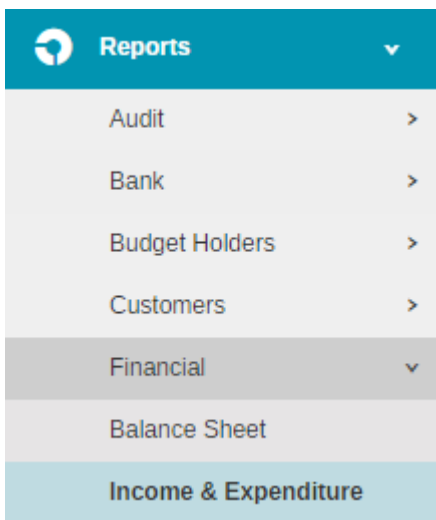 Reports
Audit
Bank
Budget Holders
Customers
Financial
Balance Sheet
Income & Expenditure